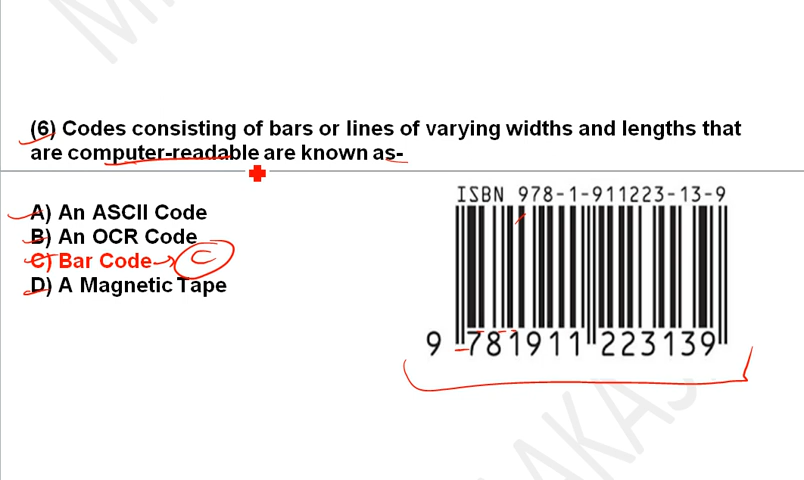 (6) Codes consisting of bars or lines of varying widths and lengths that
are computer-readable are known as-
A) An ASCII Code
B) An OCR Code
C) Bar Code C
D) A Magnetic Tape
ISBN 978-1-911223-13-9
9 781911 223139